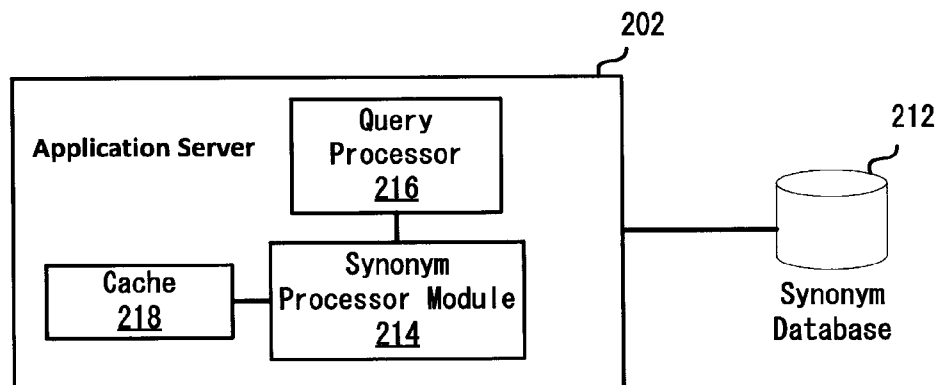 202
Application Server
Query
Processor
216
212
Cache
218
Synonym
Processor Module
214
Synonym
Database